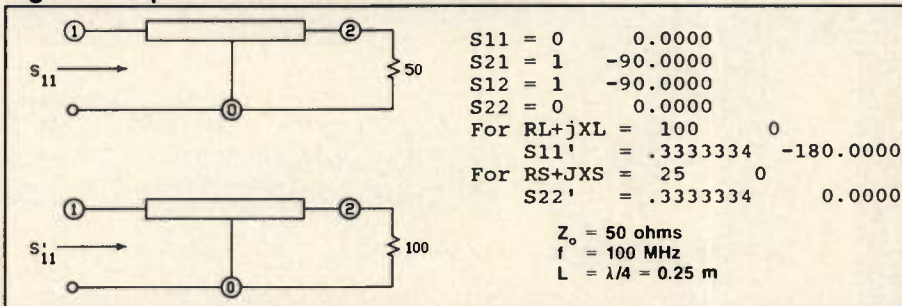 ① ②
S11
50
0
S11 = 0 0.0000
S21 = 1 -90.0000
S12 = 1 -90.0000
S22 = 0 0.0000
For RL+jXL = 100 0
S11' = .3333334 -180.0000
For RS+JXS = 25 0
S22' = .3333334 0.0000
① ②
S'11
100
0
Zo = 50 ohms
f = 100 MHz
L = λ/4 = 0.25 m